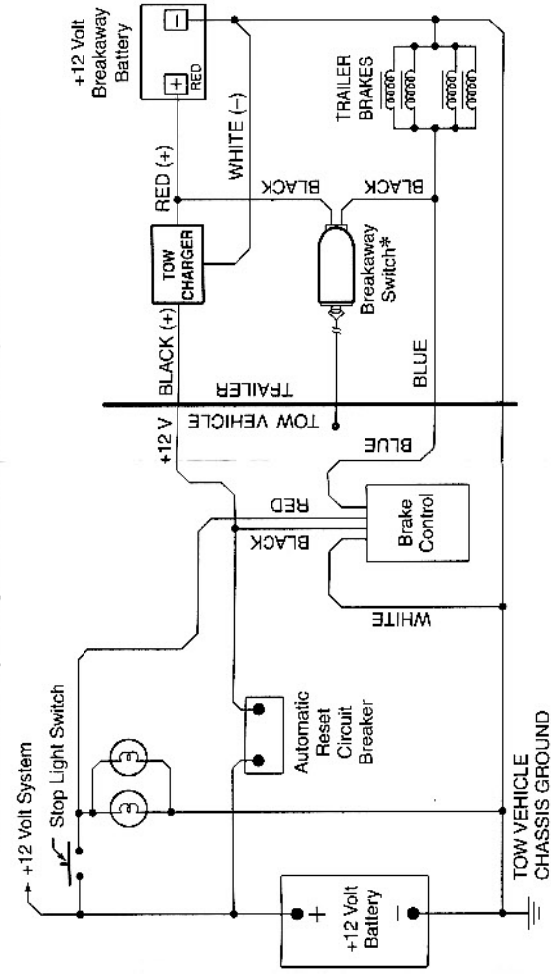 +12 Volt System
Stop Light Switch
+12 Volt
Battery
+
−
TOW VEHICLE
CHASSIS GROUND
Automatic
Reset
Circuit
Breaker
RED
BLACK
WHITE
BLUE
Brake
Control
+12 V
TOW VEHICLE
TRAILER
BLACK (+)
TOW
CHARGER
RED (+)
WHITE (−)
BLACK
BLACK
Breakaway
Switch*
BLUE
+12 Volt
Breakaway
Battery
+
RED
−
TRAILER
BRAKES